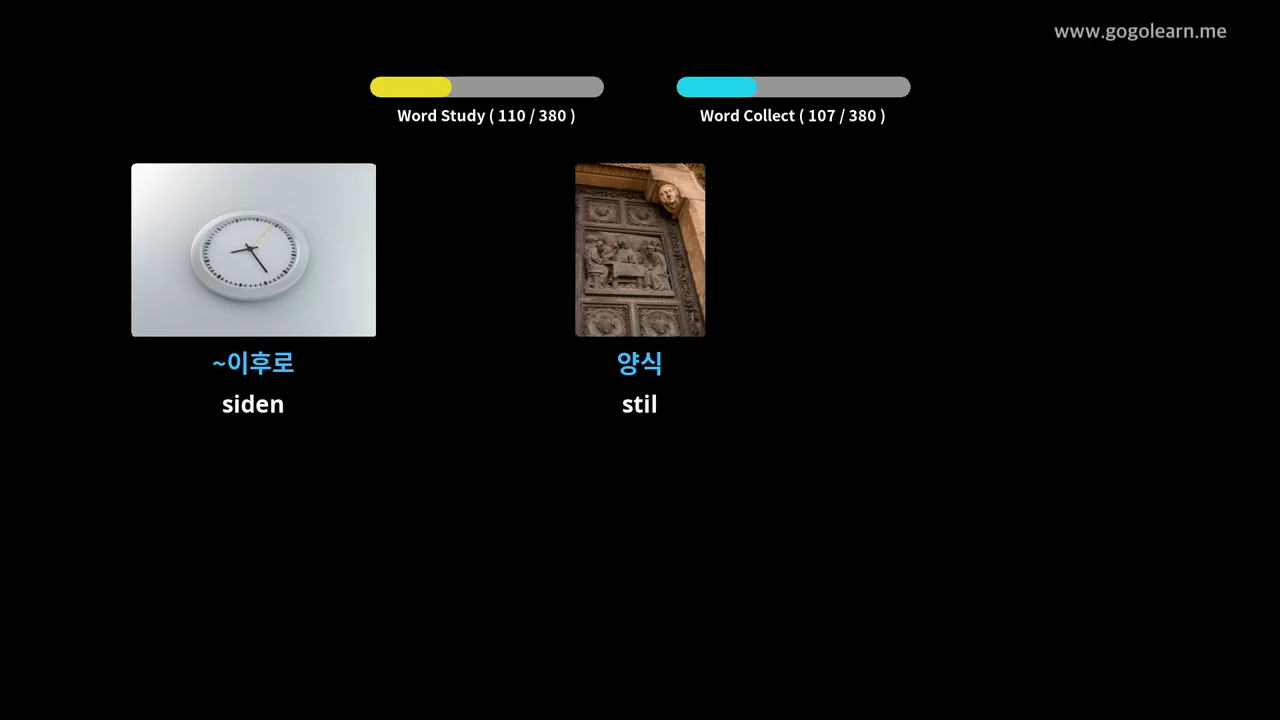 www.gogolearn.me
Word Study ( 110 / 380 )
Word Collect ( 107 / 380 )
~이후로
siden
양식
stil